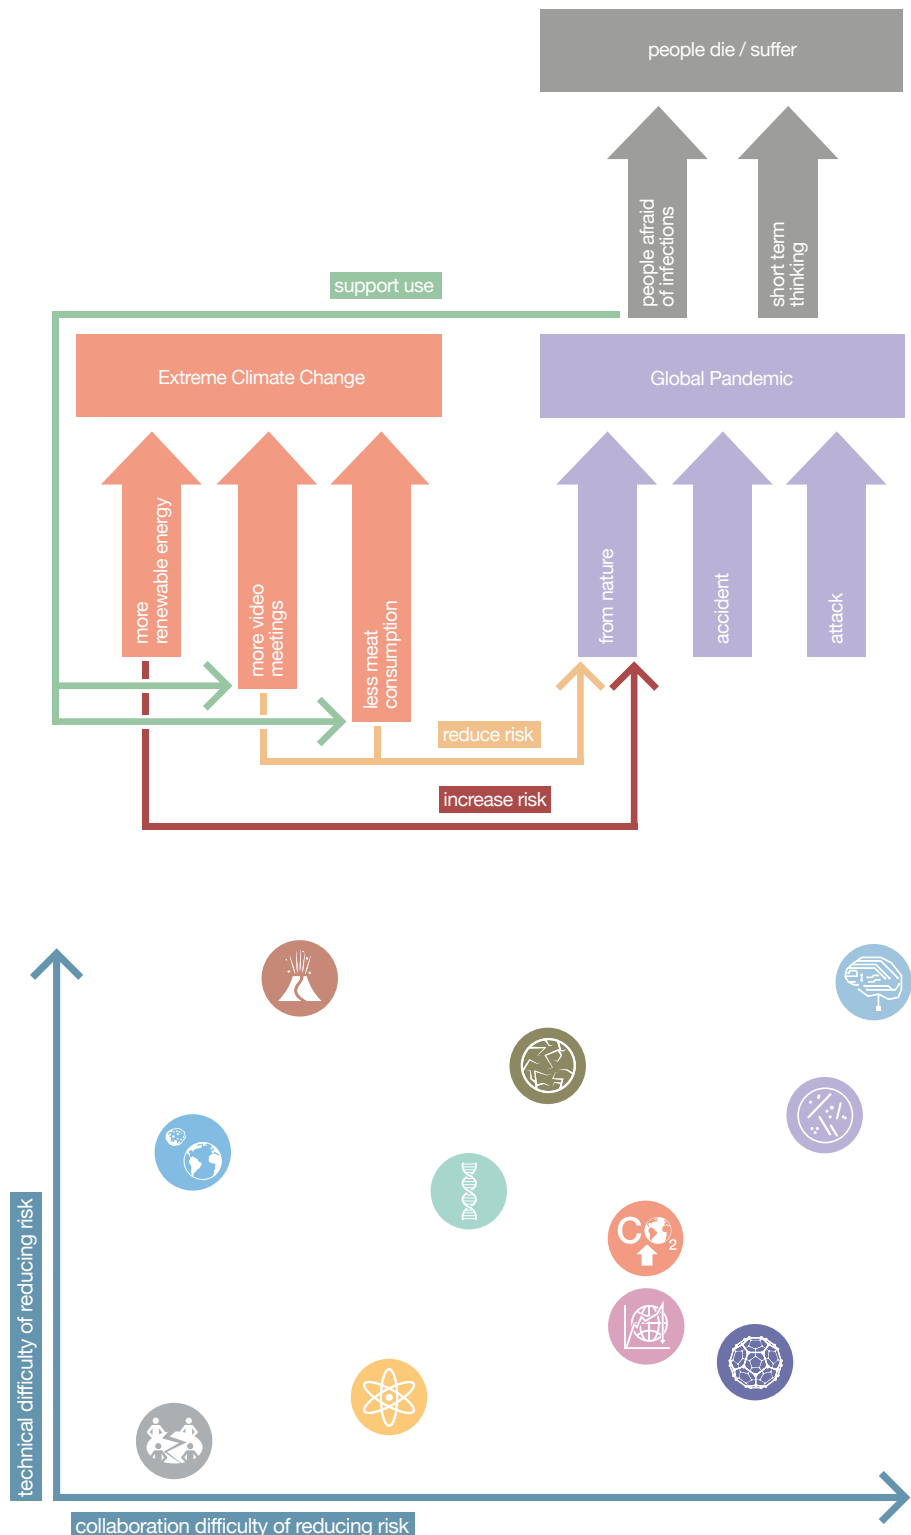 people die / suffer
people afraid
of infections
short term
thinking
support use
Extreme Climate Change
Global Pandemic
more
renewable energy
more video
meetings
less meat
consumption
from nature
accident
attack
reduce risk
increase risk
technical difficulty of reducing risk
CO2
collaboration difficulty of reducing risk